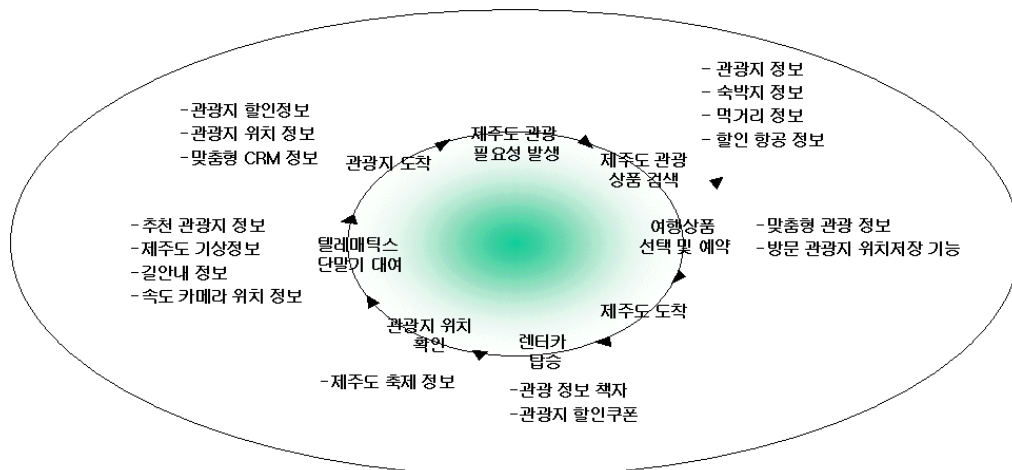 - 관광지 정보
- 숙박지 정보
- 먹거리 정보
- 할인 항공 정보
-관광지 할인정보
-관광지 위치 정보
-맞춤형 CRM 정보
제주도 관광
필요성 발생
관광지 도착
제주도 관광
상품 검색
-추천 관광지 정보
-제주도 기상정보
-길안내 정보
-속도 카메라 위치 정보
텔레매틱스
단말기 대여
여행상품
선택 및 예약
-맞춤형 관광 정보
-방문 관광지 위치저장 기능
제주도 도착
관광지 위치
확인
렌터카
탑승
-제주도 축제 정보
-관광 정보 책자
-관광지 할인쿠폰